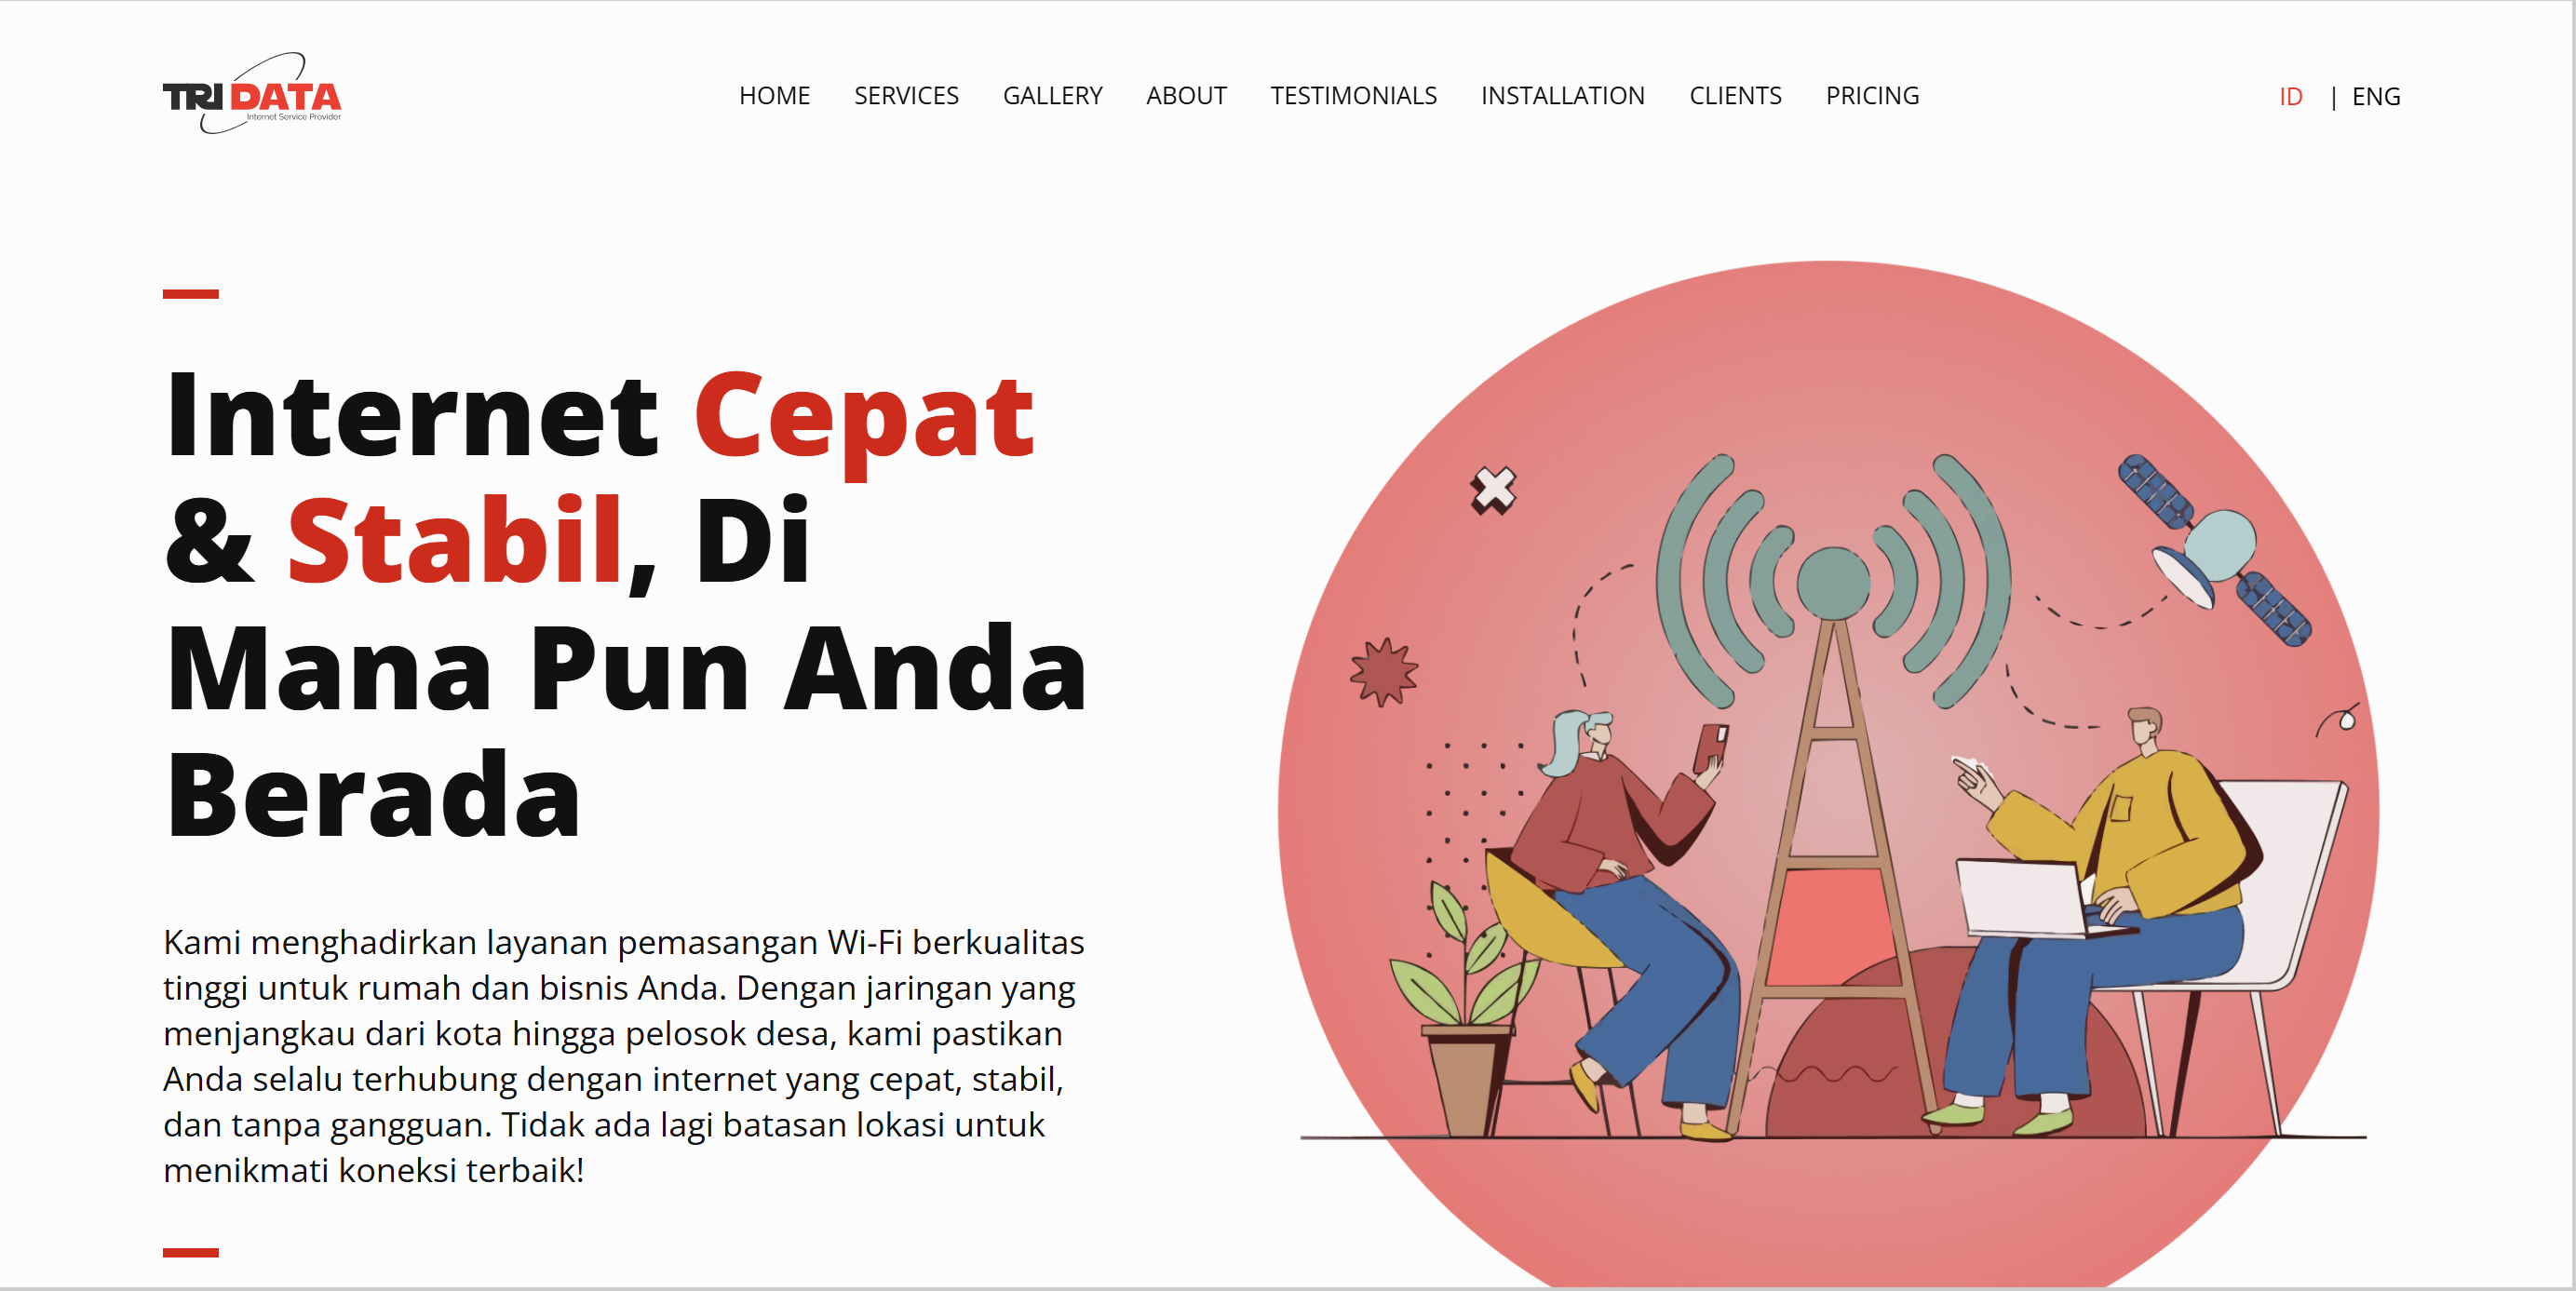 TRI DATA
Internet Service Provider
HOME SERVICES GALLERY ABOUT TESTIMONIALS INSTALLATION CLIENTS PRICING
ID | ENG
Internet Cepat
& Stabil, Di
Mana Pun Anda
Berada
Kami menghadirkan layanan pemasangan Wi-Fi berkualitas
tinggi untuk rumah dan bisnis Anda. Dengan jaringan yang
menjangkau dari kota hingga pelosok desa, kami pastikan
Anda selalu terhubung dengan internet yang cepat, stabil,
dan tanpa gangguan. Tidak ada lagi batasan lokasi untuk
menikmati koneksi terbaik!